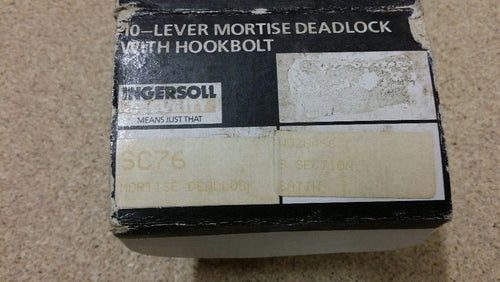 10-LEVER MORTISE DEADLOCK
WITH HOOKBOLT
INGERSOLL
MEANS JUST THAT
SC76
S SECTION
MORTISE DEADLOCK
SATIN